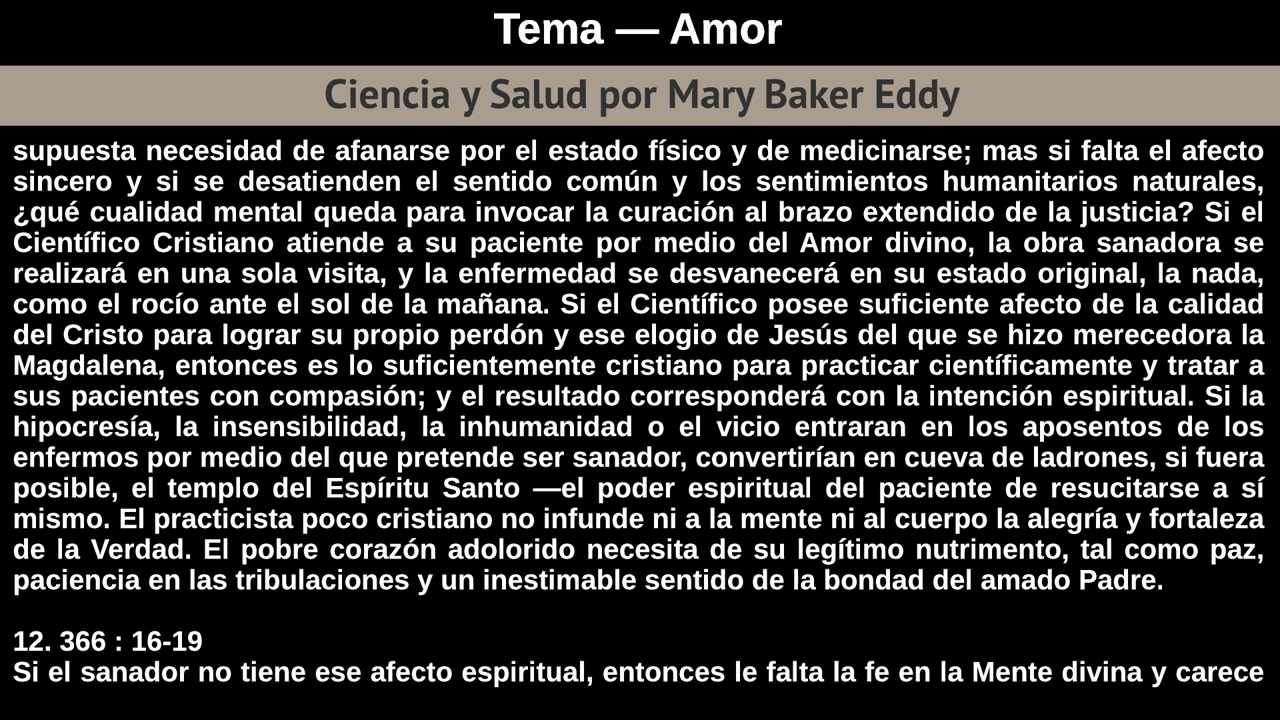 Tema — Amor
Ciencia y Salud por Mary Baker Eddy
supuesta necesidad de afanarse por el estado físico y de medicinarse; mas si falta el afecto
sincero y si se desatienden el sentido común y los sentimientos humanitarios naturales,
¿qué cualidad mental queda para invocar la curación al brazo extendido de la justicia? Si el
Científico Cristiano atiende a su paciente por medio del Amor divino, la obra sanadora se
realizará en una sola visita, y la enfermedad se desvanecerá en su estado original, la nada,
como el rocío ante el sol de la mañana. Si el Científico posee suficiente afecto de la calidad
del Cristo para lograr su propio perdón y ese elogio de Jesús del que se hizo merecedora la
Magdalena, entonces es lo suficientemente cristiano para practicar científicamente y tratar a
sus pacientes con compasión; y el resultado corresponderá con la intención espiritual. Si la
hipocresía, la insensibilidad, la inhumanidad o el vicio entraran en los aposentos de los
enfermos por medio del que pretende ser sanador, convertirían en cueva de ladrones, si fuera
posible, el templo del Espíritu Santo —el poder espiritual del paciente de resucitarse a sí
mismo. El practicista poco cristiano no infunde ni a la mente ni al cuerpo la alegría y fortaleza
de la Verdad. El pobre corazón adolorido necesita de su legítimo nutrimento, tal como paz,
paciencia en las tribulaciones y un inestimable sentido de la bondad del amado Padre.
12. 366 : 16-19
Si el sanador no tiene ese afecto espiritual, entonces le falta la fe en la Mente divina y carece